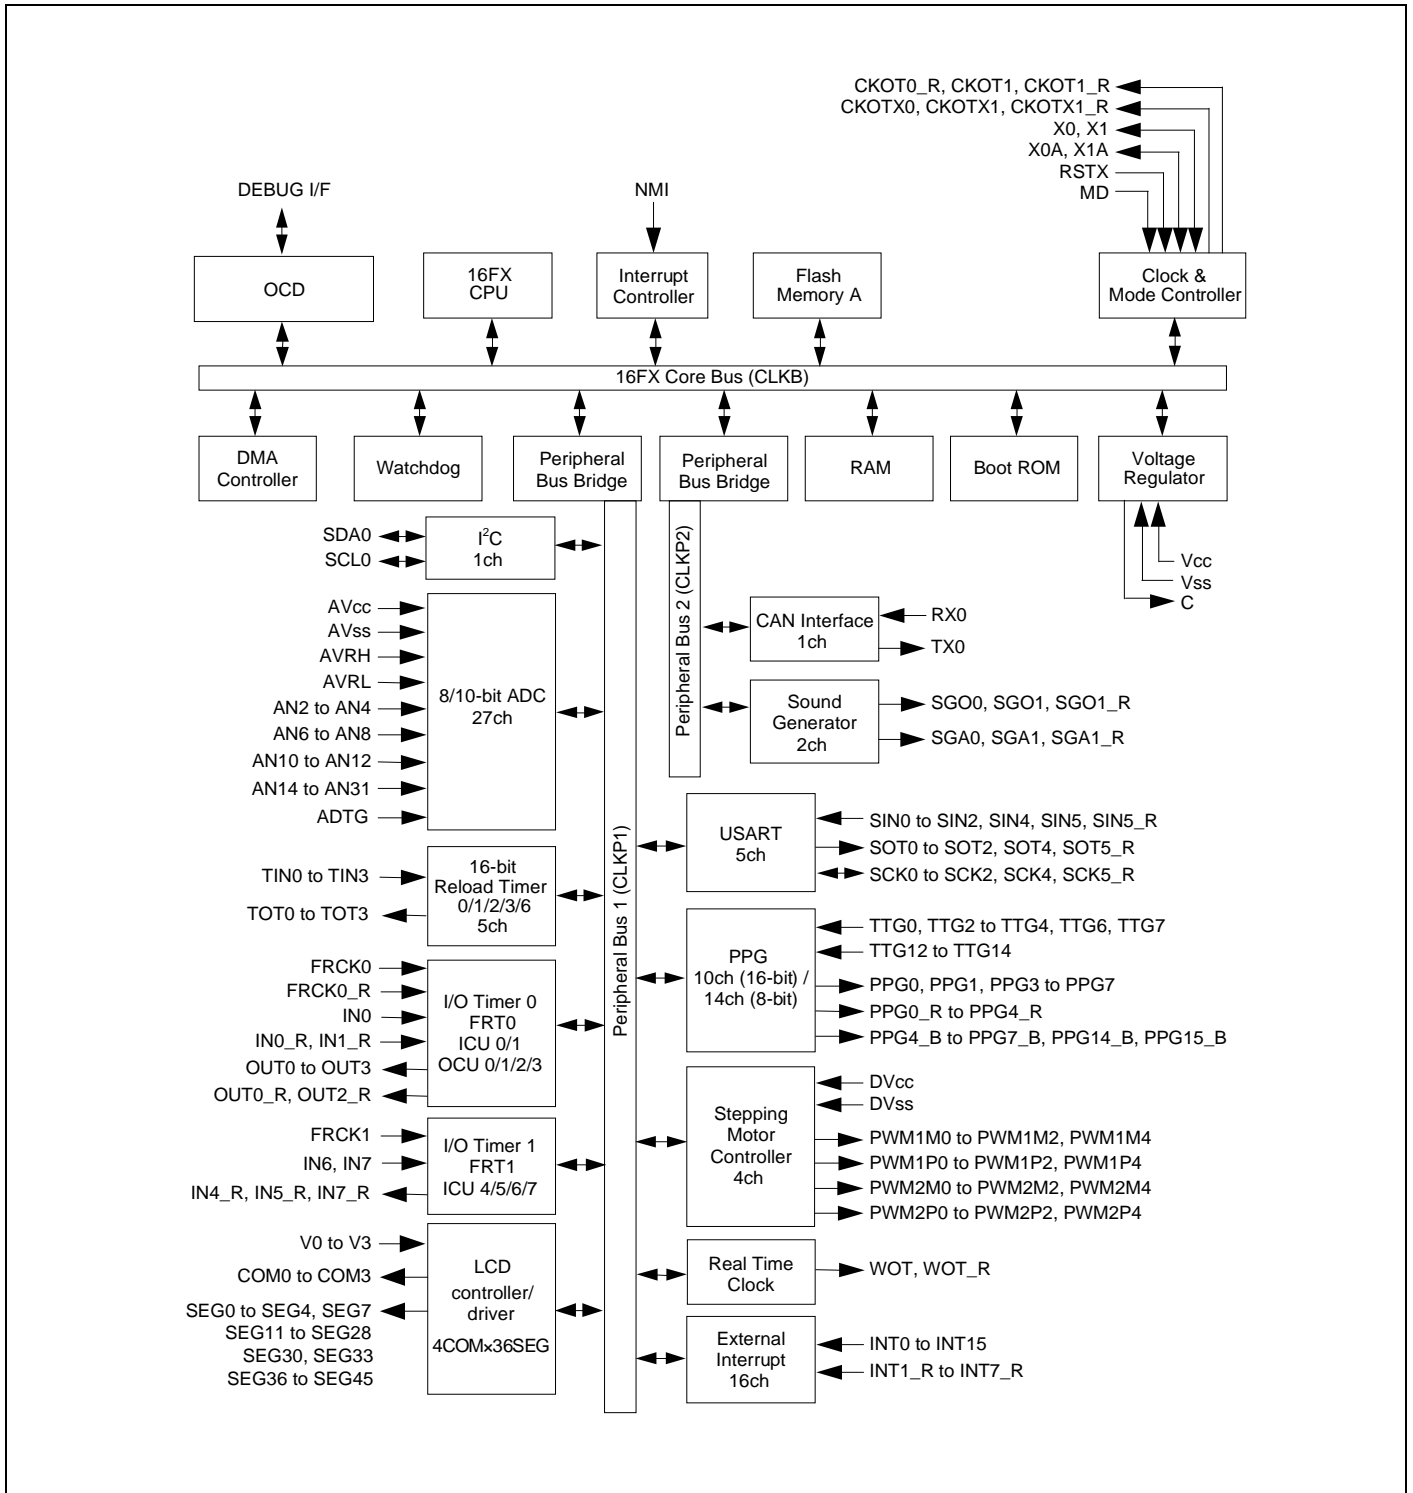 CKOT0_R, CKOT1, CKOT1_R
CKOTX0, CKOTX1, CKOTX1_R
X0, X1
X0A, X1A
RSTX
MD
DEBUG I/F
NMI
OCD
16FX
CPU
Interrupt
Controller
Flash
Memory A
Clock &
Mode Controller
16FX Core Bus (CLKB)
DMA
Controller
Watchdog
Peripheral
Bus Bridge
Peripheral
Bus Bridge
RAM
Boot ROM
Voltage
Regulator
Vcc
Vss
C
Peripheral Bus 1 (CLKP1)
Peripheral Bus 2 (CLKP2)
SDA0
SCL0
I²C
1ch
AVcc
AVss
AVRH
AVRL
AN2 to AN4
AN6 to AN8
AN10 to AN12
AN14 to AN31
ADTG
8/10-bit ADC
27ch
TIN0 to TIN3
TOT0 to TOT3
16-bit
Reload Timer
0/1/2/3/6
5ch
FRCK0
FRCK0_R
IN0
IN0_R, IN1_R
OUT0 to OUT3
OUT0_R, OUT2_R
I/O Timer 0
FRT0
ICU 0/1
OCU 0/1/2/3
FRCK1
IN6, IN7
IN4_R, IN5_R, IN7_R
I/O Timer 1
FRT1
ICU 4/5/6/7
V0 to V3
COM0 to COM3
SEG0 to SEG4, SEG7
SEG11 to SEG28
SEG30, SEG33
SEG36 to SEG45
LCD
controller/
driver
4COM×36SEG
CAN Interface
1ch
RX0
TX0
Sound
Generator
2ch
SGO0, SGO1, SGO1_R
SGA0, SGA1, SGA1_R
USART
5ch
SIN0 to SIN2, SIN4, SIN5, SIN5_R
SOT0 to SOT2, SOT4, SOT5_R
SCK0 to SCK2, SCK4, SCK5_R
PPG
10ch (16-bit) /
14ch (8-bit)
TTG0, TTG2 to TTG4, TTG6, TTG7
TTG12 to TTG14
PPG0, PPG1, PPG3 to PPG7
PPG0_R to PPG4_R
PPG4_B to PPG7_B, PPG14_B, PPG15_B
Stepping
Motor
Controller
4ch
DVcc
DVss
PWM1M0 to PWM1M2, PWM1M4
PWM1P0 to PWM1P2, PWM1P4
PWM2M0 to PWM2M2, PWM2M4
PWM2P0 to PWM2P2, PWM2P4
Real Time
Clock
WOT, WOT_R
External
Interrupt
16ch
INT0 to INT15
INT1_R to INT7_R